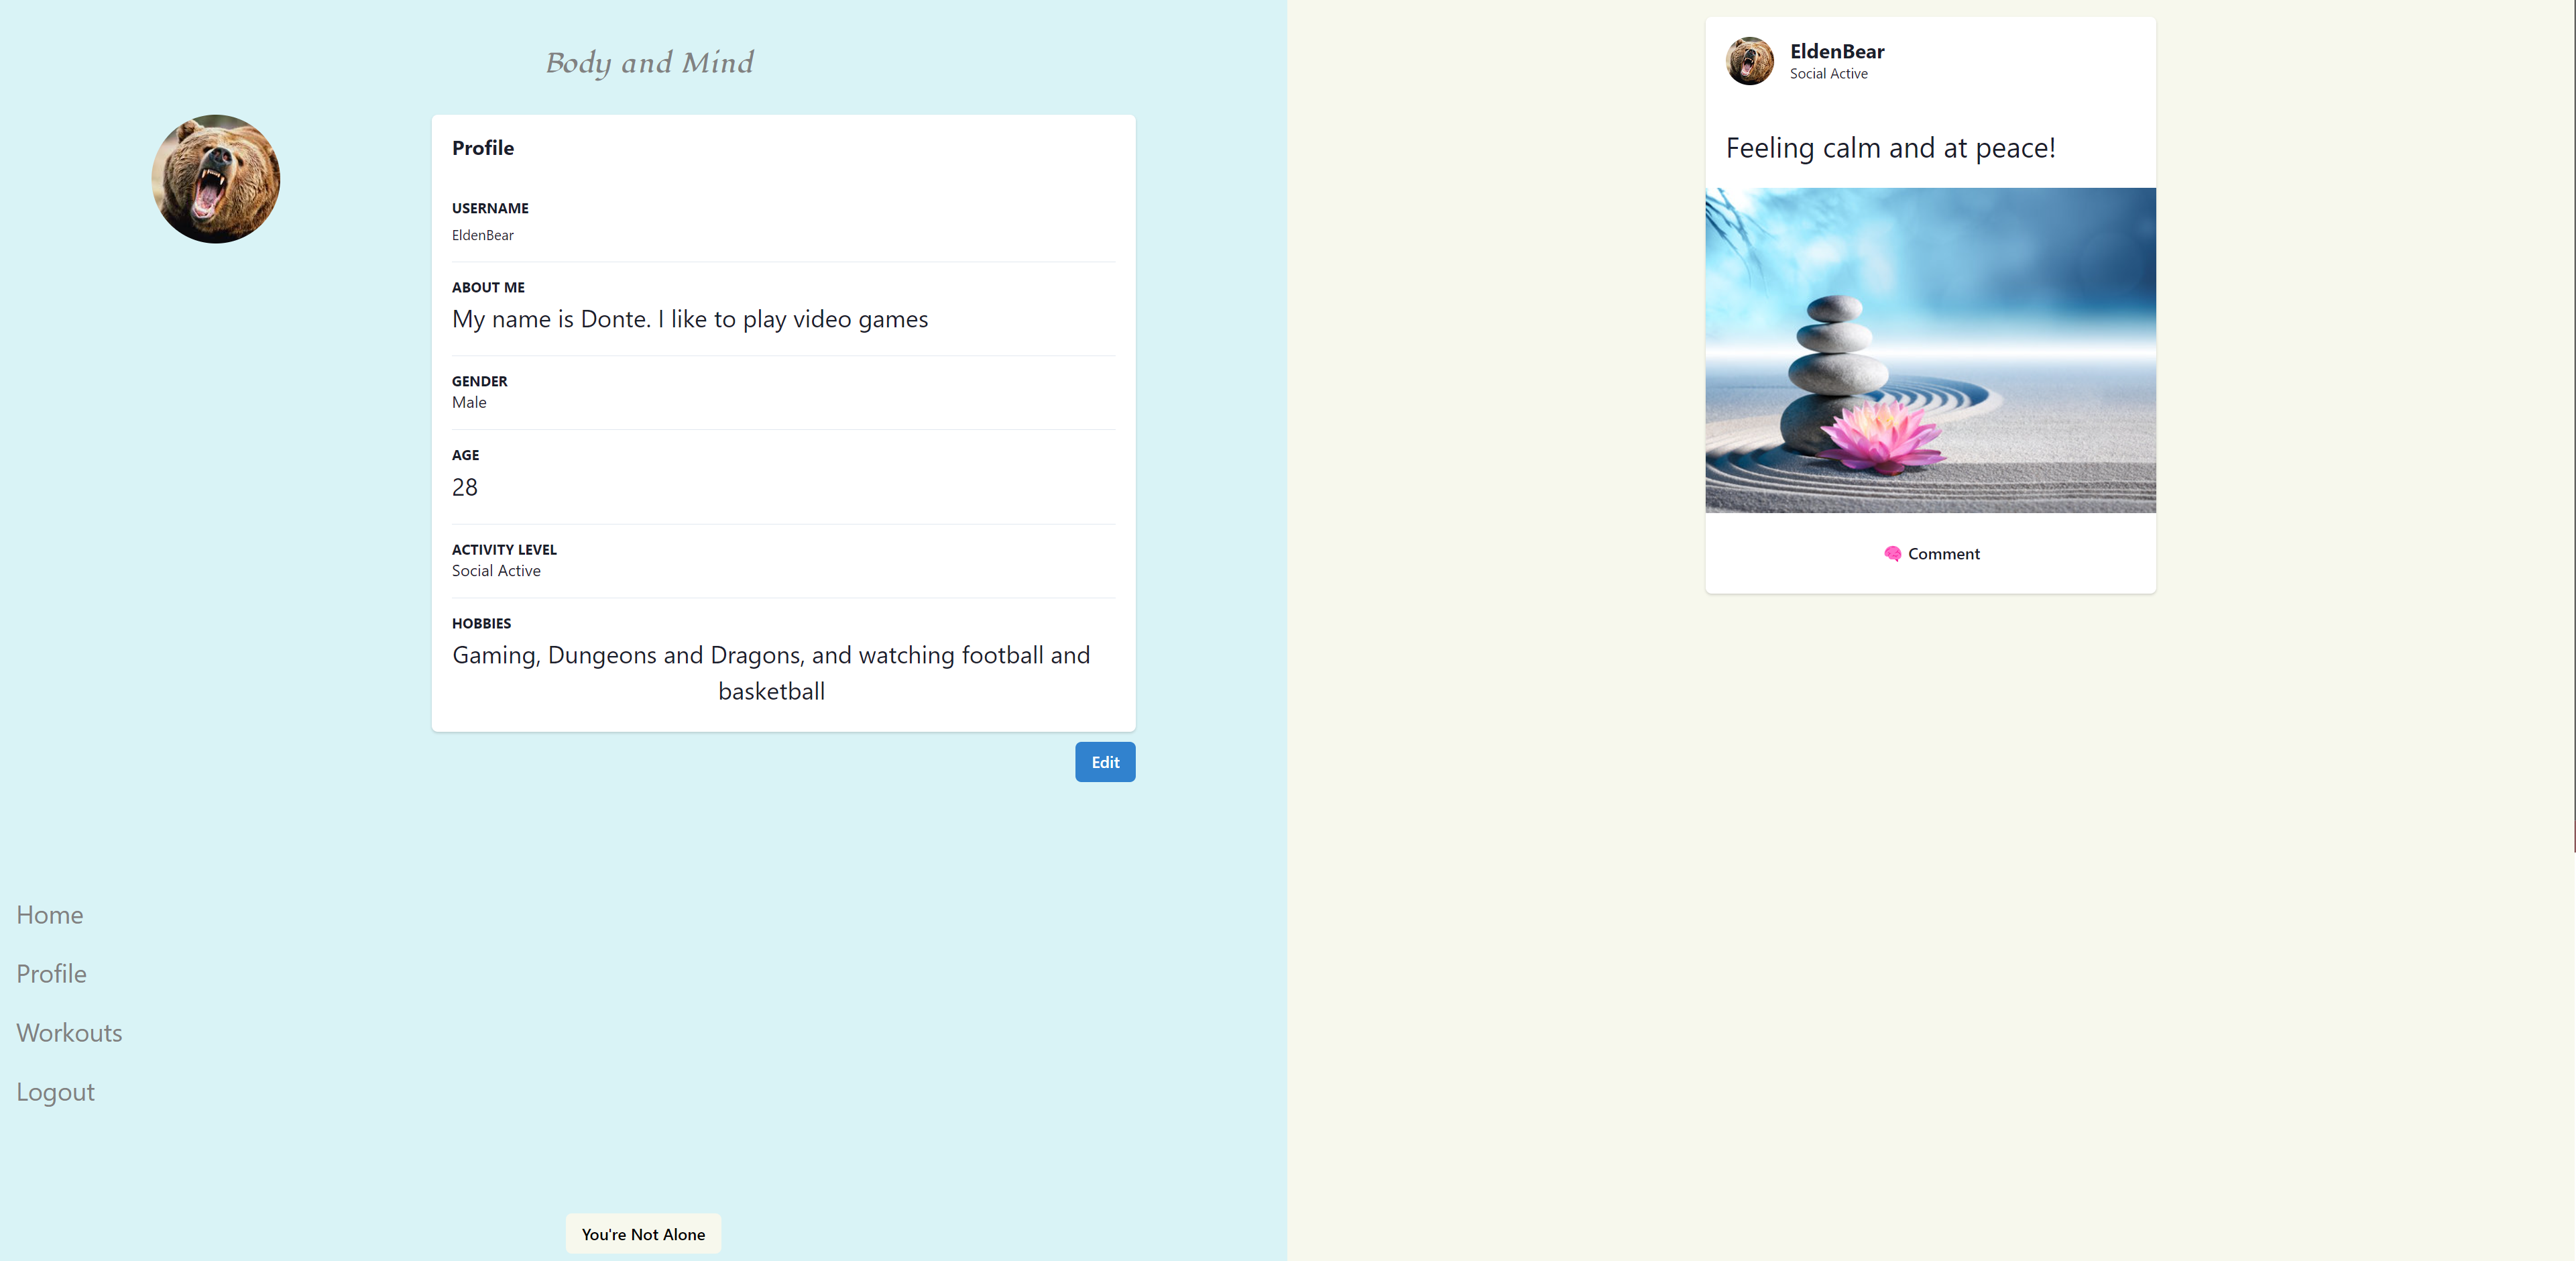 Body and Mind
Profile
USERNAME
EldenBear
ABOUT ME
My name is Donte. I like to play video games
GENDER
Male
AGE
28
ACTIVITY LEVEL
Social Active
HOBBIES
Gaming, Dungeons and Dragons, and watching football and
basketball
Edit
Home
Profile
Workouts
Logout
You're Not Alone
EldenBear
Social Active
Feeling calm and at peace!
Comment